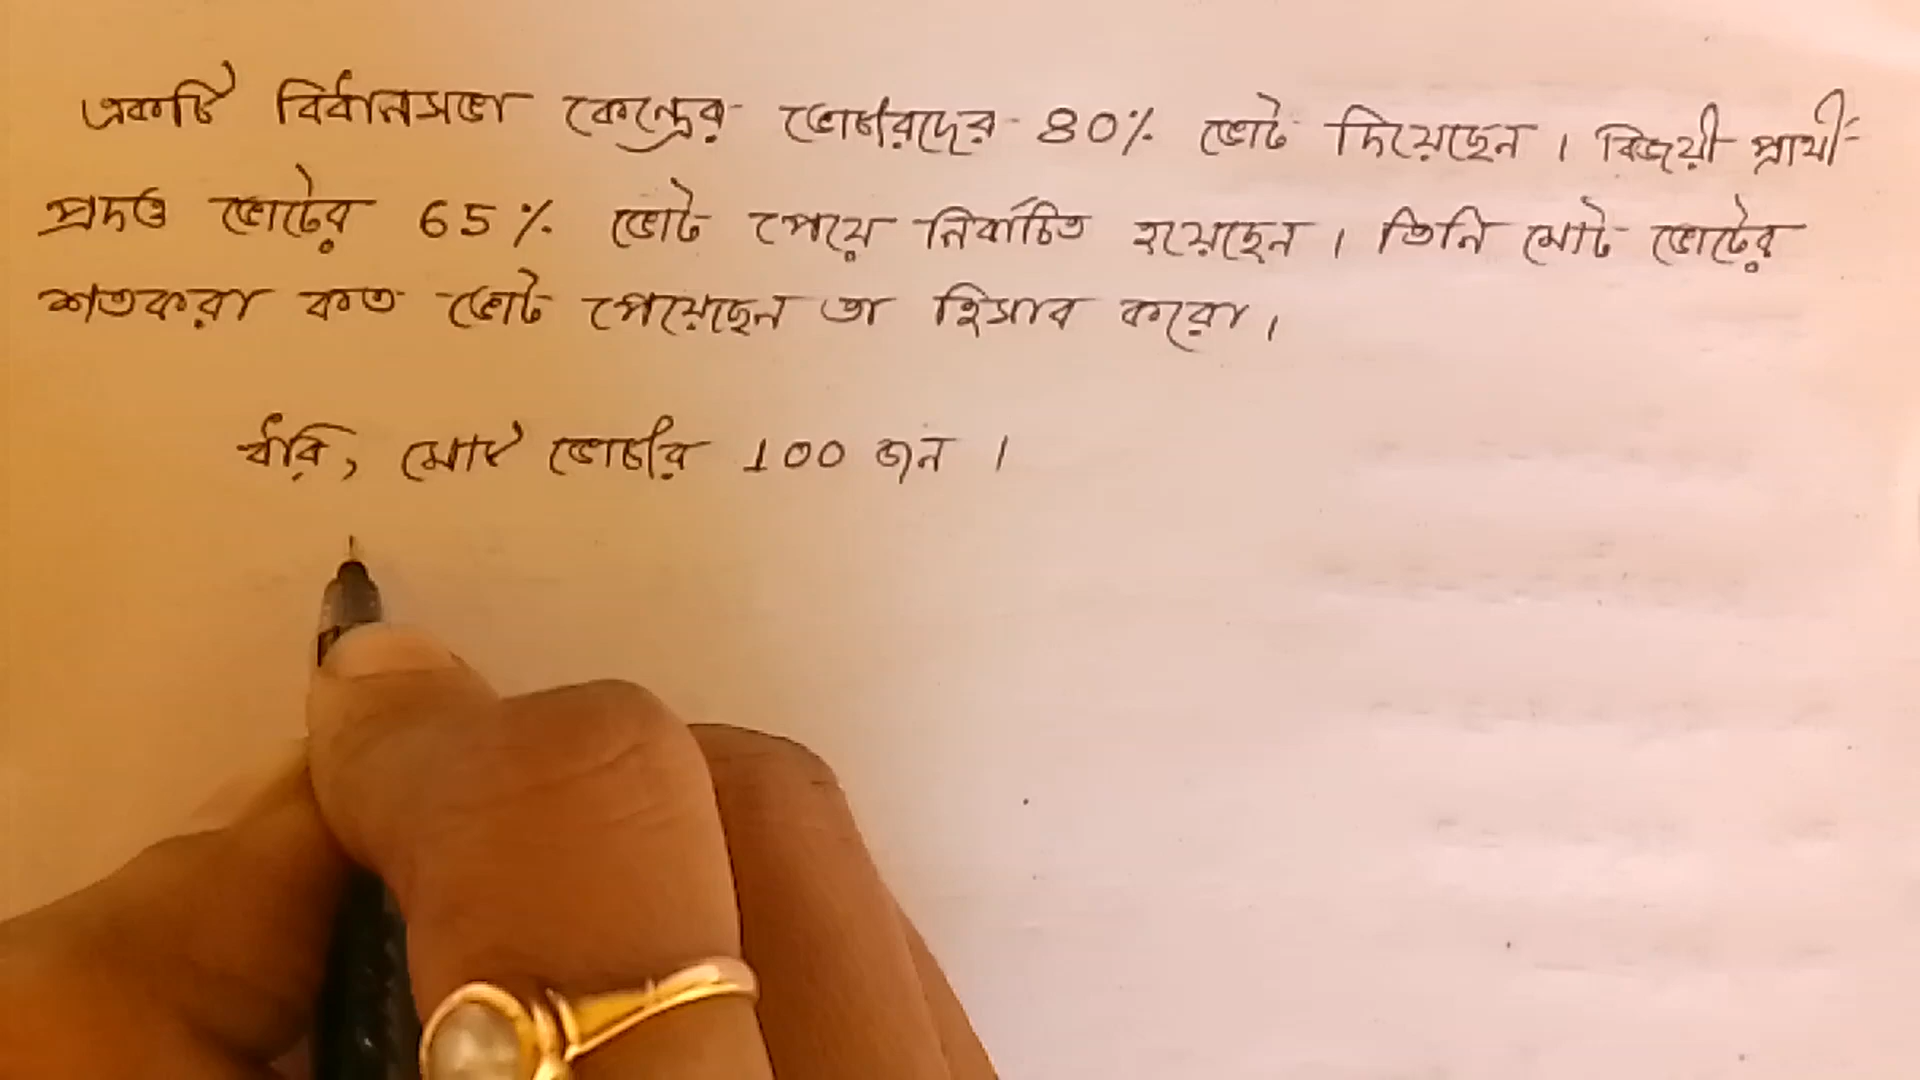 একটি বিধানসভা কেন্দ্রের ভোটারদের 80% ভোট দিয়েছেন। বিজয়ী প্রার্থী
প্রদত্ত ভোটের 65% ভোট পেয়ে নির্বাচিত হয়েছেন। তিনি মোট ভোটের
শতকরা কত ভোট পেয়েছেন তা হিসাব করো।
ধরি, মোট ভোটার 100 জন।